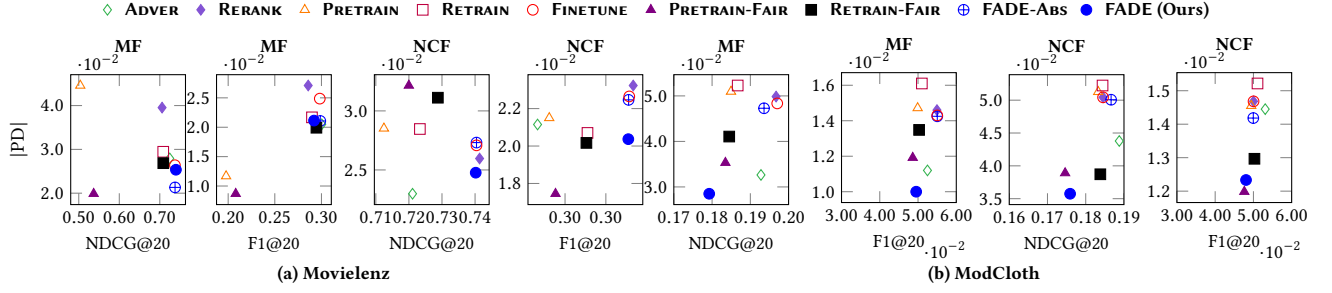 ADVER RERANK PRETRAIN RETRAIN FINETUNE PRETRAIN-FAIR RETRAIN-FAIR FADE-ABS FADE (OURS)
·10⁻² MF ·10⁻² MF ·10⁻² NCF ·10⁻² NCF ·10⁻² MF ·10⁻² MF ·10⁻² NCF ·10⁻² NCF
|PD|
4.0 3.0 2.0
2.5 2.0 1.5 1.0
3.0 2.5
2.2 2.0 1.8
5.0 4.0 3.0
1.6 1.4 1.2 1.0
5.0 4.5 4.0 3.5
1.5 1.4 1.3 1.2
0.50 0.60 0.70 0.20 0.30 0.71 0.72 0.73 0.74 0.30 0.30 0.17 0.18 0.19 0.20 3.00 4.00 5.00 6.00 0.16 0.17 0.18 0.19 3.00 4.00 5.00 6.00
NDCG@20 F1@20 NDCG@20 F1@20 NDCG@20 F1@20 NDCG@20 F1@20
·10⁻² ·10⁻²
(a) Movielenz (b) ModCloth